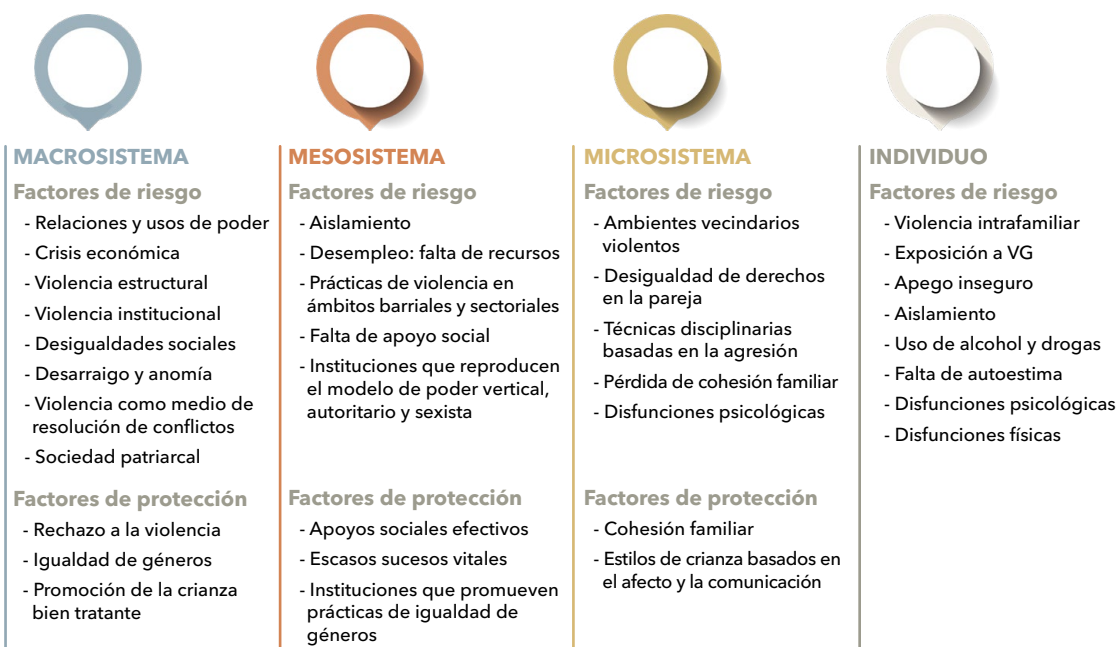 MACROSISTEMA
Factores de riesgo
- Relaciones y usos de poder
- Crisis económica
- Violencia estructural
- Violencia institucional
- Desigualdades sociales
- Desarraigo y anomía
- Violencia como medio de
resolución de conflictos
- Sociedad patriarcal
Factores de protección
- Rechazo a la violencia
- Igualdad de géneros
- Promoción de la crianza
bien tratante
MESOSISTEMA
Factores de riesgo
- Aislamiento
- Desempleo: falta de recursos
- Prácticas de violencia en
ámbitos barriales y sectoriales
- Falta de apoyo social
- Instituciones que reproducen
el modelo de poder vertical,
autoritario y sexista
Factores de protección
- Apoyos sociales efectivos
- Escasos sucesos vitales
- Instituciones que promueven
prácticas de igualdad de
géneros
MICROSISTEMA
Factores de riesgo
- Ambientes vecindarios
violentos
- Desigualdad de derechos
en la pareja
- Técnicas disciplinarias
basadas en la agresión
- Pérdida de cohesión familiar
- Disfunciones psicológicas
Factores de protección
- Cohesión familiar
- Estilos de crianza basados en
el afecto y la comunicación
INDIVIDUO
Factores de riesgo
- Violencia intrafamiliar
- Exposición a VG
- Apego inseguro
- Aislamiento
- Uso de alcohol y drogas
- Falta de autoestima
- Disfunciones psicológicas
- Disfunciones físicas